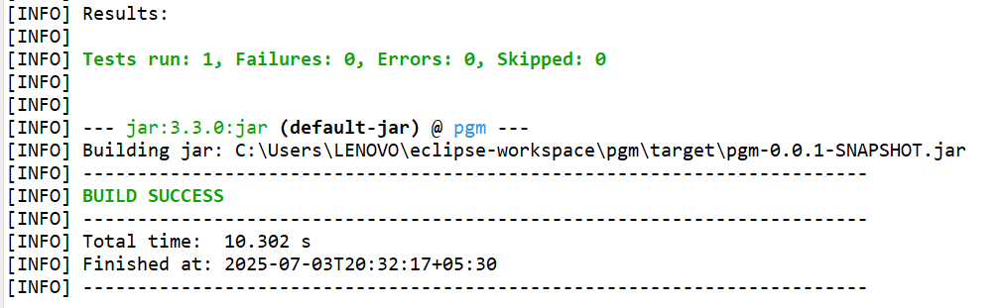 [INFO] Results:
[INFO]
[INFO] Tests run: 1, Failures: 0, Errors: 0, Skipped: 0
[INFO]
[INFO]
[INFO] --- jar:3.3.0:jar (default-jar) @ pgm ---
[INFO] Building jar: C:\Users\LENOVO\eclipse-workspace\pgm\target\pgm-0.0.1-SNAPSHOT.jar
[INFO] ------------------------------------------------------------------------
[INFO] BUILD SUCCESS
[INFO] ------------------------------------------------------------------------
[INFO] Total time:  10.302 s
[INFO] Finished at: 2025-07-03T20:32:17+05:30
[INFO] ------------------------------------------------------------------------